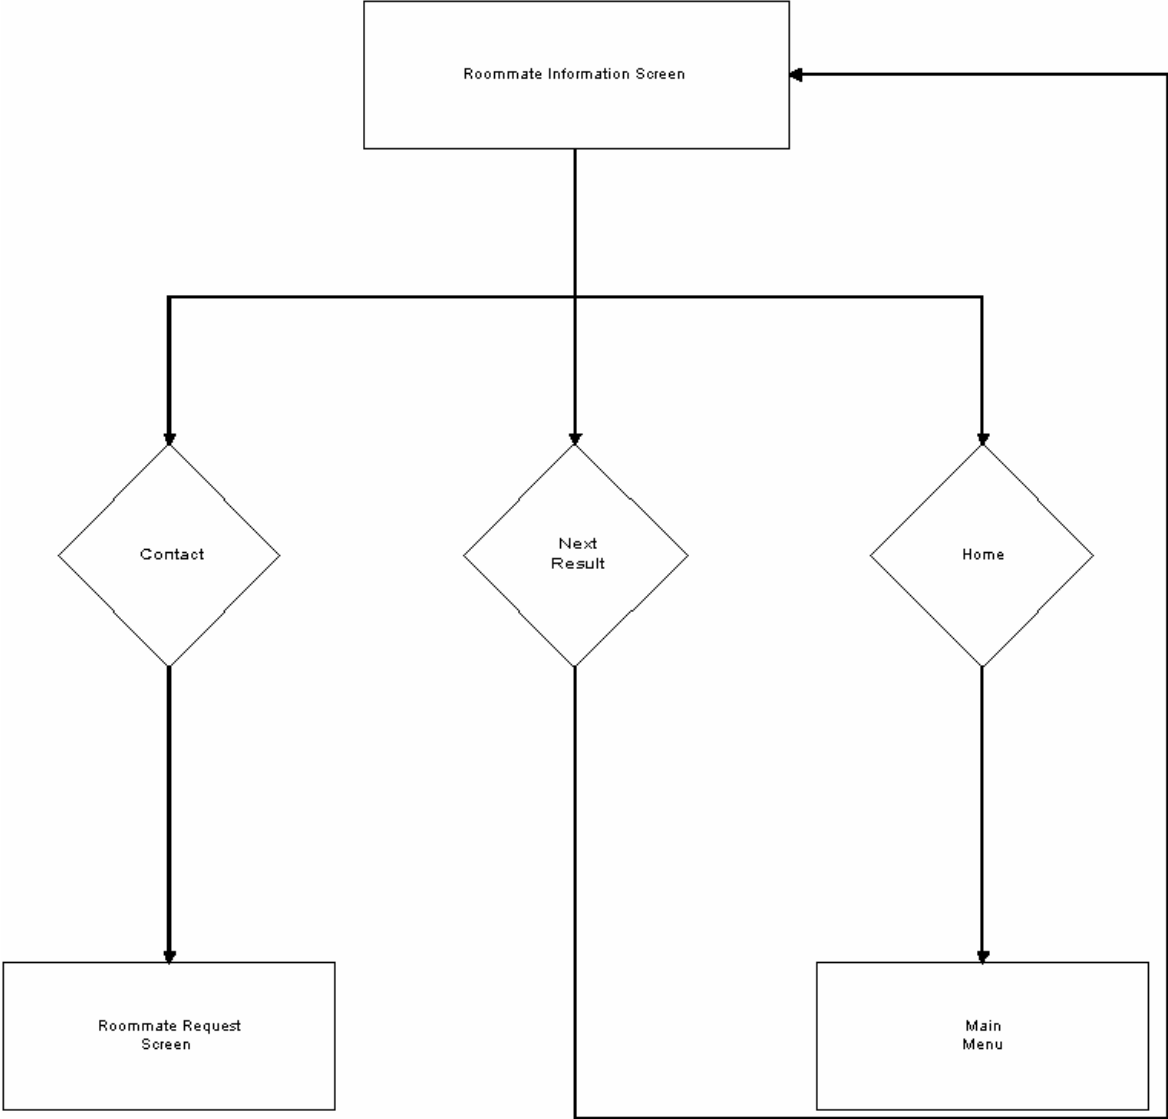 Roommate Information Screen
Contact
Next
Result
Home
Roommate Request
Screen
Main
Menu